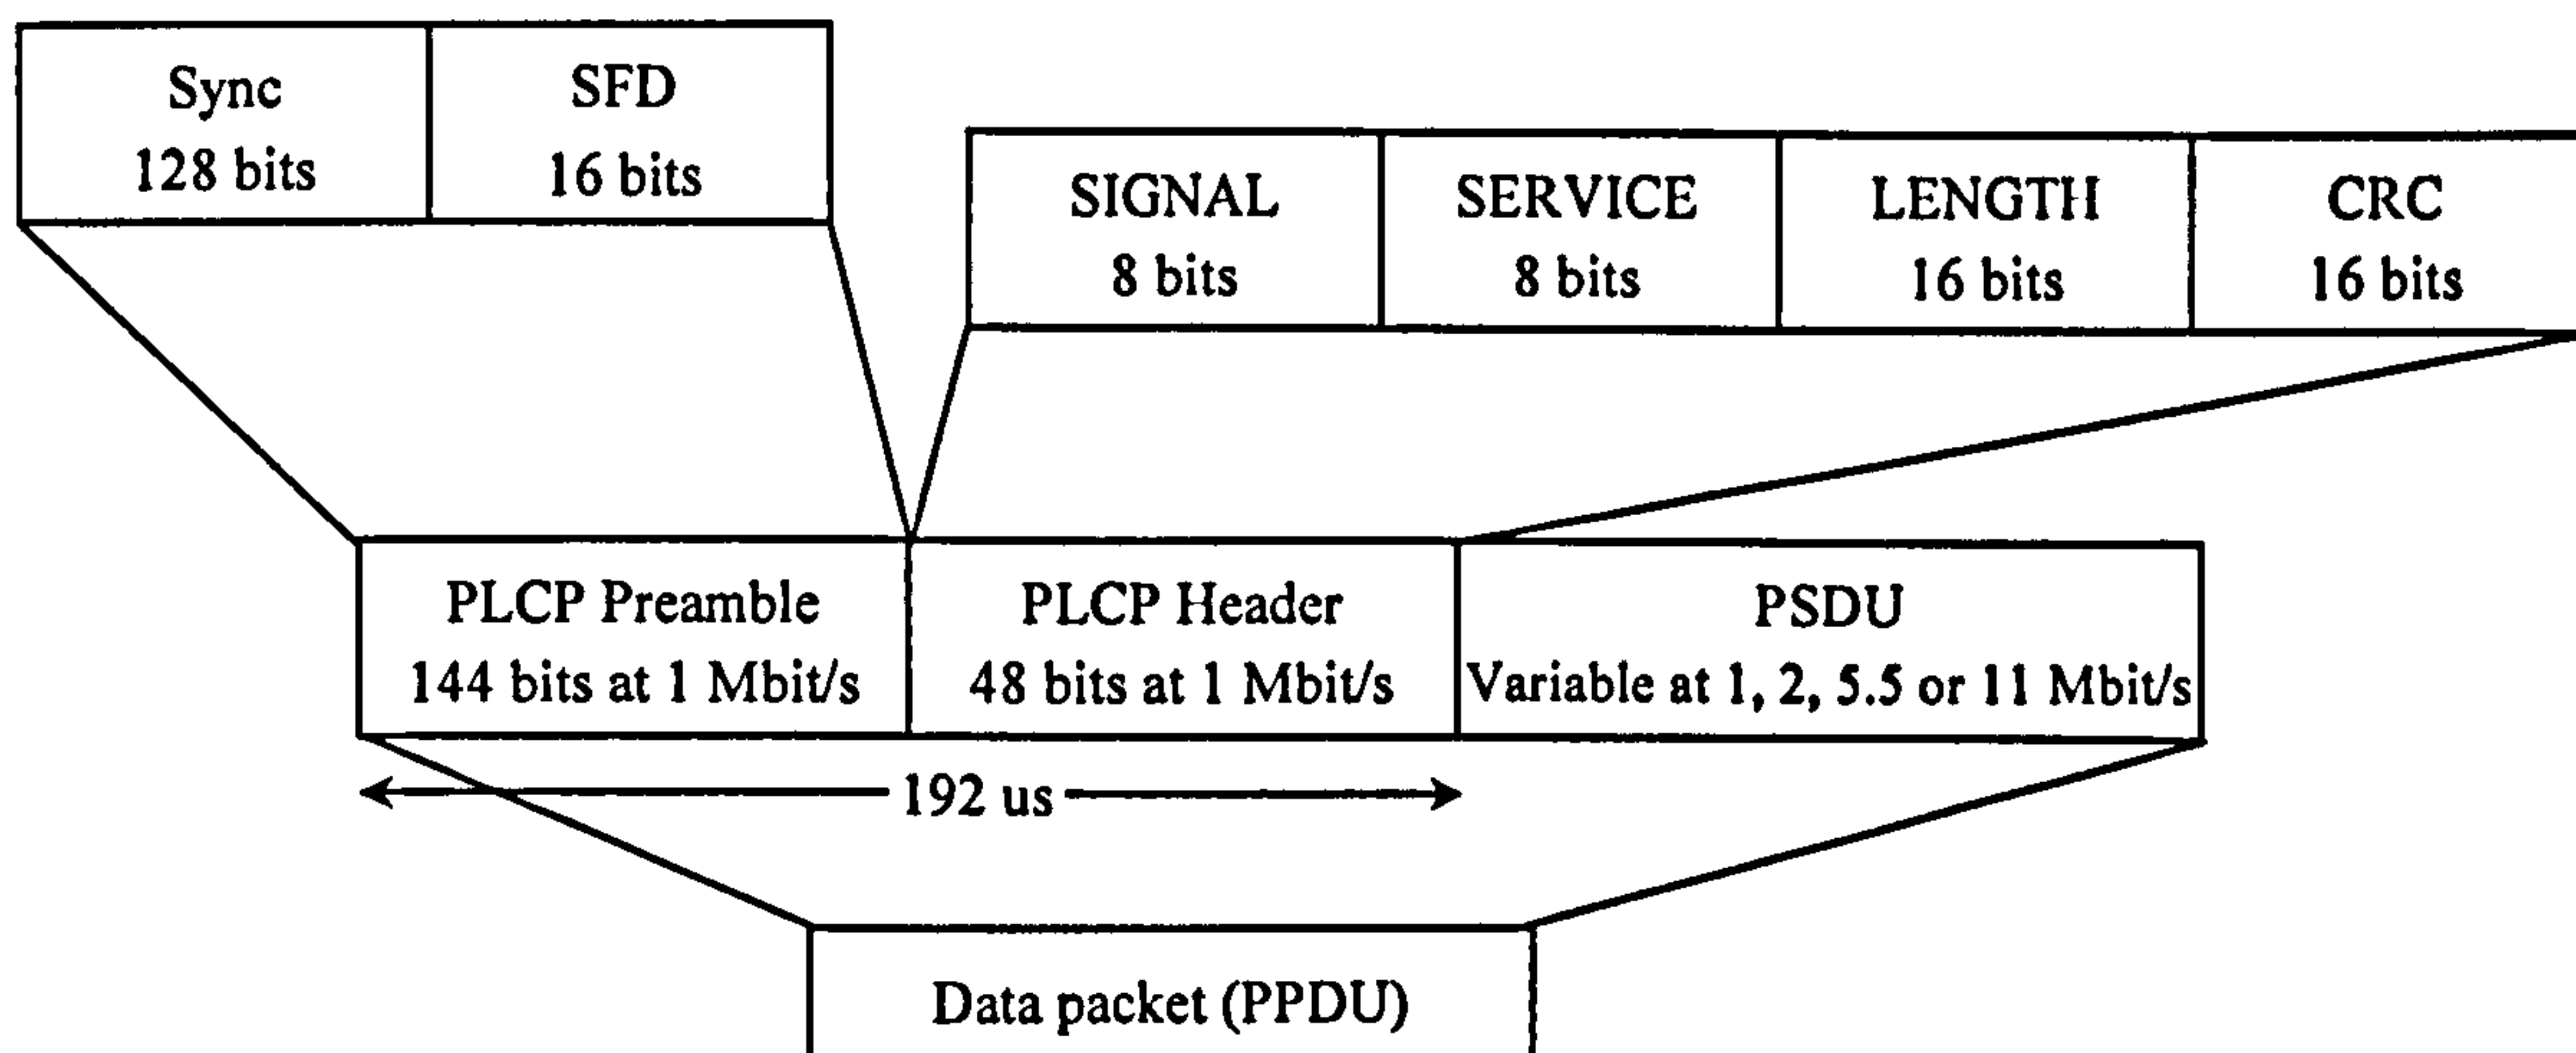 Sync
128 bits
SFD
16 bits
SIGNAL
8 bits
SERVICE
8 bits
LENGTH
16 bits
CRC
16 bits
PLCP Preamble
144 bits at 1 Mbit/s
PLCP Header
48 bits at 1 Mbit/s
PSDU
Variable at 1, 2, 5.5 or 11 Mbit/s
192 us
Data packet (PPDU)